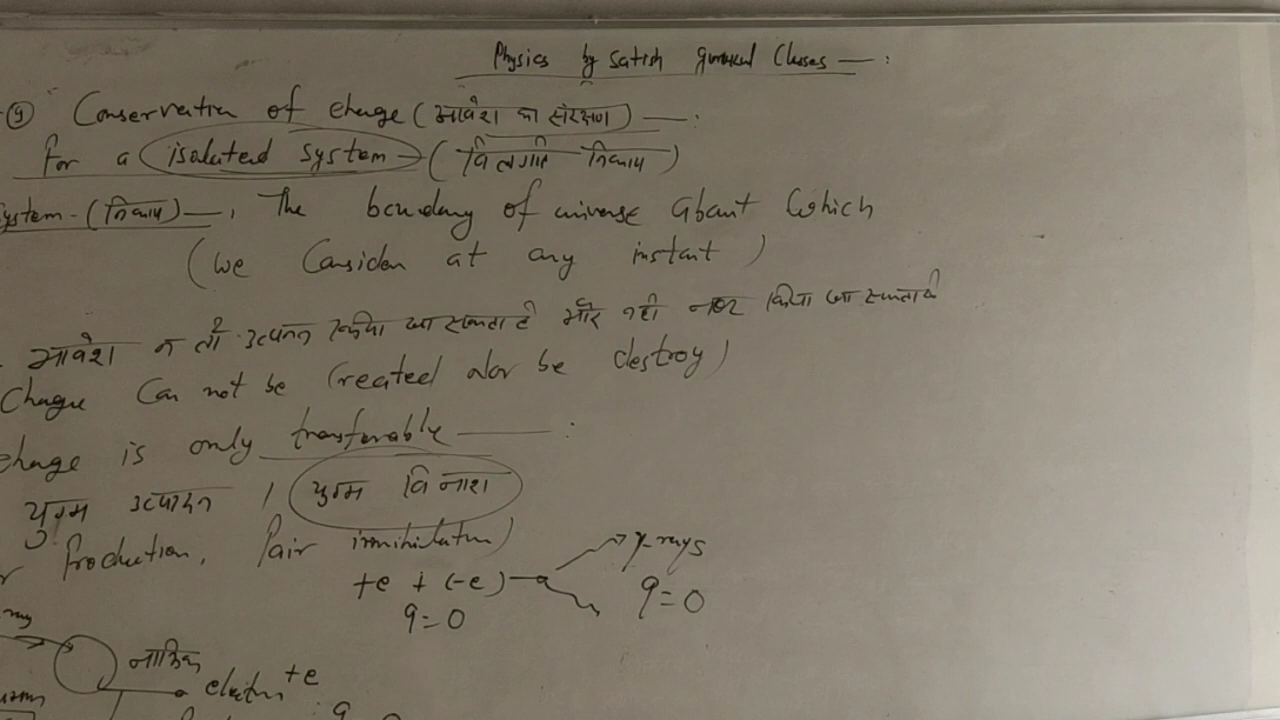 Physics by Satish gurukul Classes — :
(9) Conservation of charge (आवेश का संरक्षण) — :
for a isolated system — (विलगित निकाय)
System - (निकाय) — , The boundary of universe about which
(we Consider at any instant)
आवेश न तो उत्पन्न किया जा सकता है और नही नष्ट किया जा सकता है
Charge Can not be Created nor be destroy)
charge is only transferable — :
युग्म उत्पादन / युग्म विनाश
Production, Pair
+e + (-e) → γ-rays
q=0 q=0
नाभिक
electron +e
q